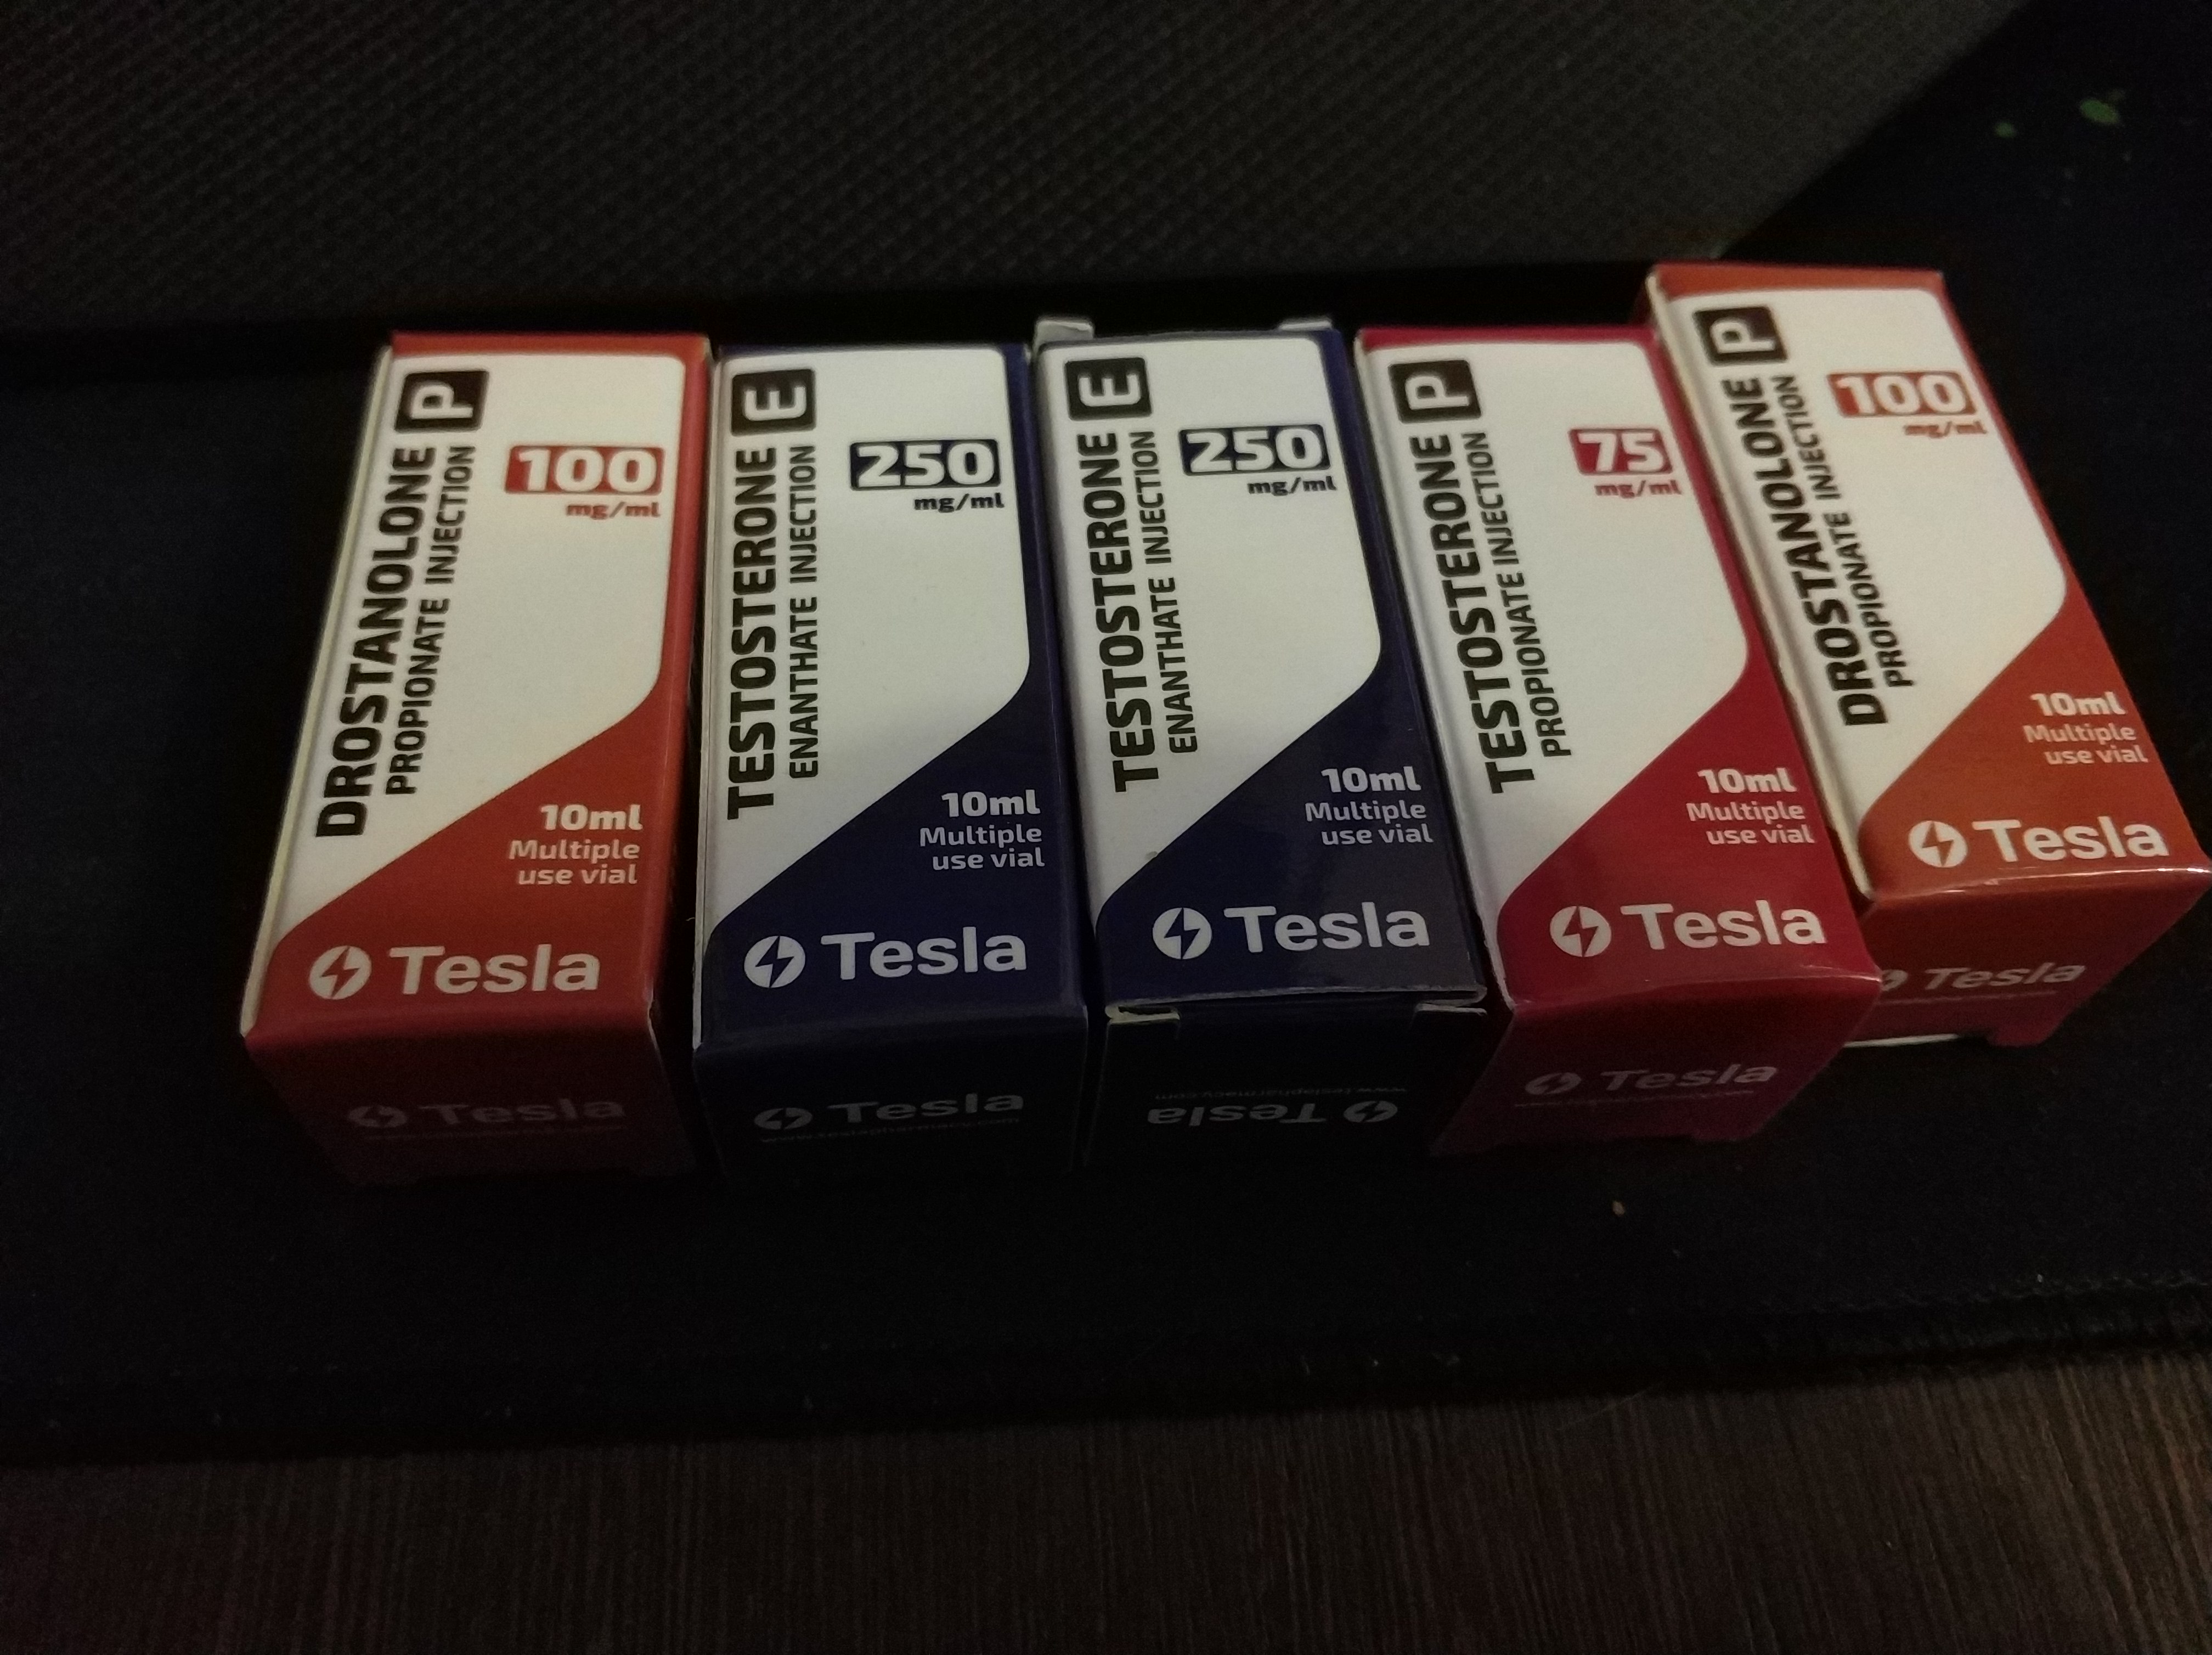 DROSTANOLONE P
PROPIONATE INJECTION
100
mg/ml
10ml
Multiple
use vial
Tesla
Tesla
TESTOSTERONE E
ENANTHATE INJECTION
250
mg/ml
10ml
Multiple
use vial
Tesla
Tesla
TESTOSTERONE E
ENANTHATE INJECTION
250
mg/ml
10ml
Multiple
use vial
Tesla
Tesla
www.teslapharmacy.com
TESTOSTERONE P
PROPIONATE INJECTION
75
mg/ml
10ml
Multiple
use vial
Tesla
Tesla
DROSTANOLONE P
PROPIONATE INJECTION
100
mg/ml
10ml
Multiple
use vial
Tesla
Tesla